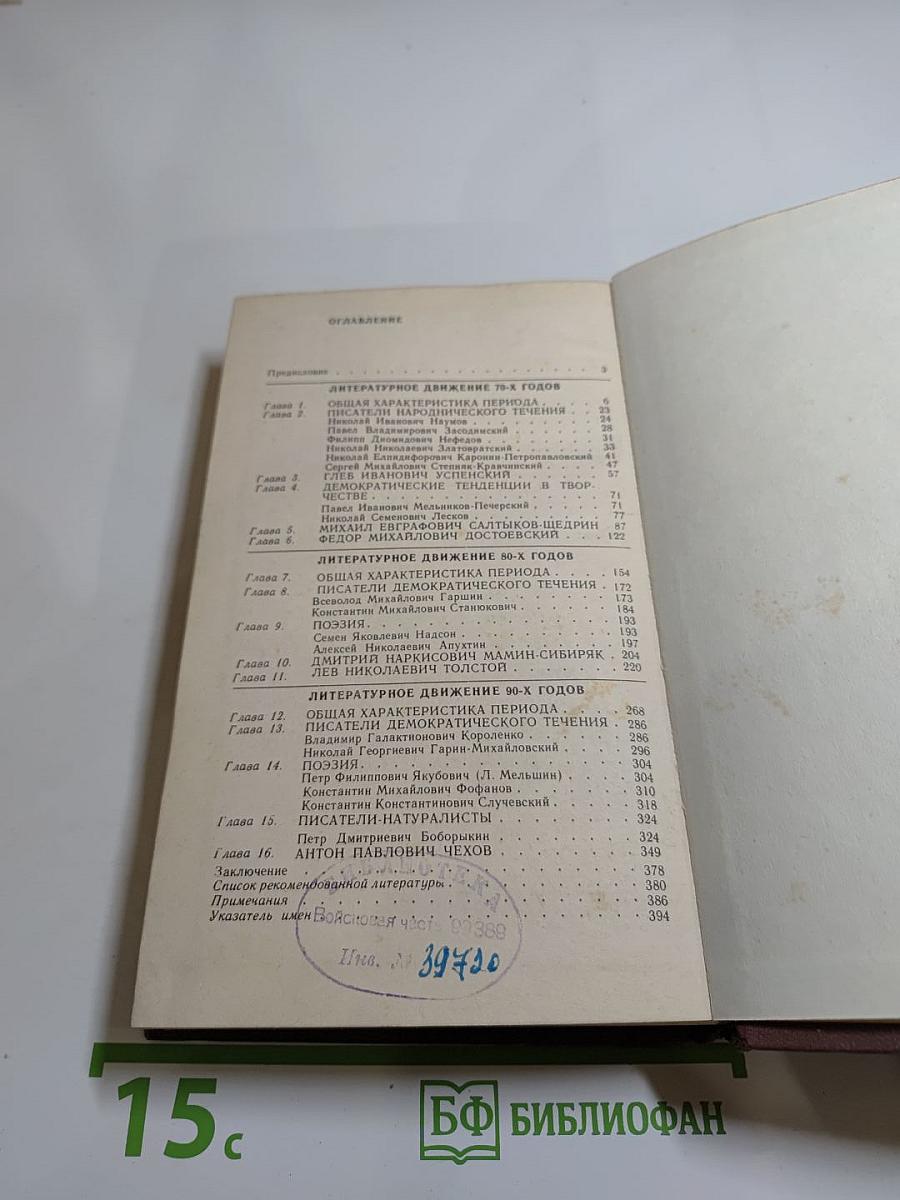 ОГЛАВЛЕНИЕ
Предисловие . . . . . . . . . . . . . . . . . . 3
ЛИТЕРАТУРНОЕ ДВИЖЕНИЕ 70-Х ГОДОВ
Глава 1. ОБЩАЯ ХАРАКТЕРИСТИКА ПЕРИОДА . . . . 6
Глава 2. ПИСАТЕЛИ НАРОДНИЧЕСКОГО ТЕЧЕНИЯ . . 23
Николай Иванович Наумов . . . . . . . . . . 24
Павел Владимирович Засодимский . . . . . . . 28
Филипп Диомидович Нефедов . . . . . . . . . 31
Николай Николаевич Златовратский . . . . . . 33
Николай Елпидифорович Каронин-Петропавловский 41
Сергей Михайлович Степняк-Кравчинский . . . . 47
Глава 3. ГЛЕБ ИВАНОВИЧ УСПЕНСКИЙ . . . . . . 57
Глава 4. ДЕМОКРАТИЧЕСКИЕ ТЕНДЕНЦИИ В ТВОР-
ЧЕСТВЕ . . . . . . . . . . . . . . . . 71
Павел Иванович Мельников-Печерский . . . . . 71
Николай Семенович Лесков . . . . . . . . . 77
Глава 5. МИХАИЛ ЕВГРАФОВИЧ САЛТЫКОВ-ЩЕДРИН 87
Глава 6. ФЕДОР МИХАЙЛОВИЧ ДОСТОЕВСКИЙ . . . 122
ЛИТЕРАТУРНОЕ ДВИЖЕНИЕ 80-Х ГОДОВ
Глава 7. ОБЩАЯ ХАРАКТЕРИСТИКА ПЕРИОДА . . . . 154
Глава 8. ПИСАТЕЛИ ДЕМОКРАТИЧЕСКОГО ТЕЧЕНИЯ . 172
Всеволод Михайлович Гаршин . . . . . . . . 173
Константин Михайлович Станюкович . . . . . . 184
Глава 9. ПОЭЗИЯ . . . . . . . . . . . . . . . 193
Семен Яковлевич Надсон . . . . . . . . . . 193
Алексей Николаевич Апухтин . . . . . . . . 197
Глава 10. ДМИТРИЙ НАРКИСОВИЧ МАМИН-СИБИРЯК . 204
Глава 11. ЛЕВ НИКОЛАЕВИЧ ТОЛСТОЙ . . . . . . 220
ЛИТЕРАТУРНОЕ ДВИЖЕНИЕ 90-Х ГОДОВ
Глава 12. ОБЩАЯ ХАРАКТЕРИСТИКА ПЕРИОДА . . . . 268
Глава 13. ПИСАТЕЛИ ДЕМОКРАТИЧЕСКОГО ТЕЧЕНИЯ . 286
Владимир Галактионович Короленко . . . . . . 286
Николай Георгиевич Гарин-Михайловский . . . . 296
Глава 14. ПОЭЗИЯ . . . . . . . . . . . . . . . 304
Петр Филиппович Якубович (Л. Мельшин) . . . . 304
Константин Михайлович Фофанов . . . . . . . 310
Константин Константинович Случевский . . . . . 318
Глава 15. ПИСАТЕЛИ-НАТУРАЛИСТЫ . . . . . . . 324
Петр Дмитриевич Боборыкин . . . . . . . . . 324
Глава 16. АНТОН ПАВЛОВИЧ ЧЕХОВ . . . . . . . 349
Заключение . . . . . . . . . . . . . . . . . . 378
Список рекомендованной литературы . . . . . . . . 380
Примечания . . . . . . . . . . . . . . . . . . 386
Указатель имен . . . . . . . . . . . . . . . . . 394
БИБЛИОТЕКА
Войсковая часть
Инв. № 39720
15 с
БФ БИБЛИОФАН